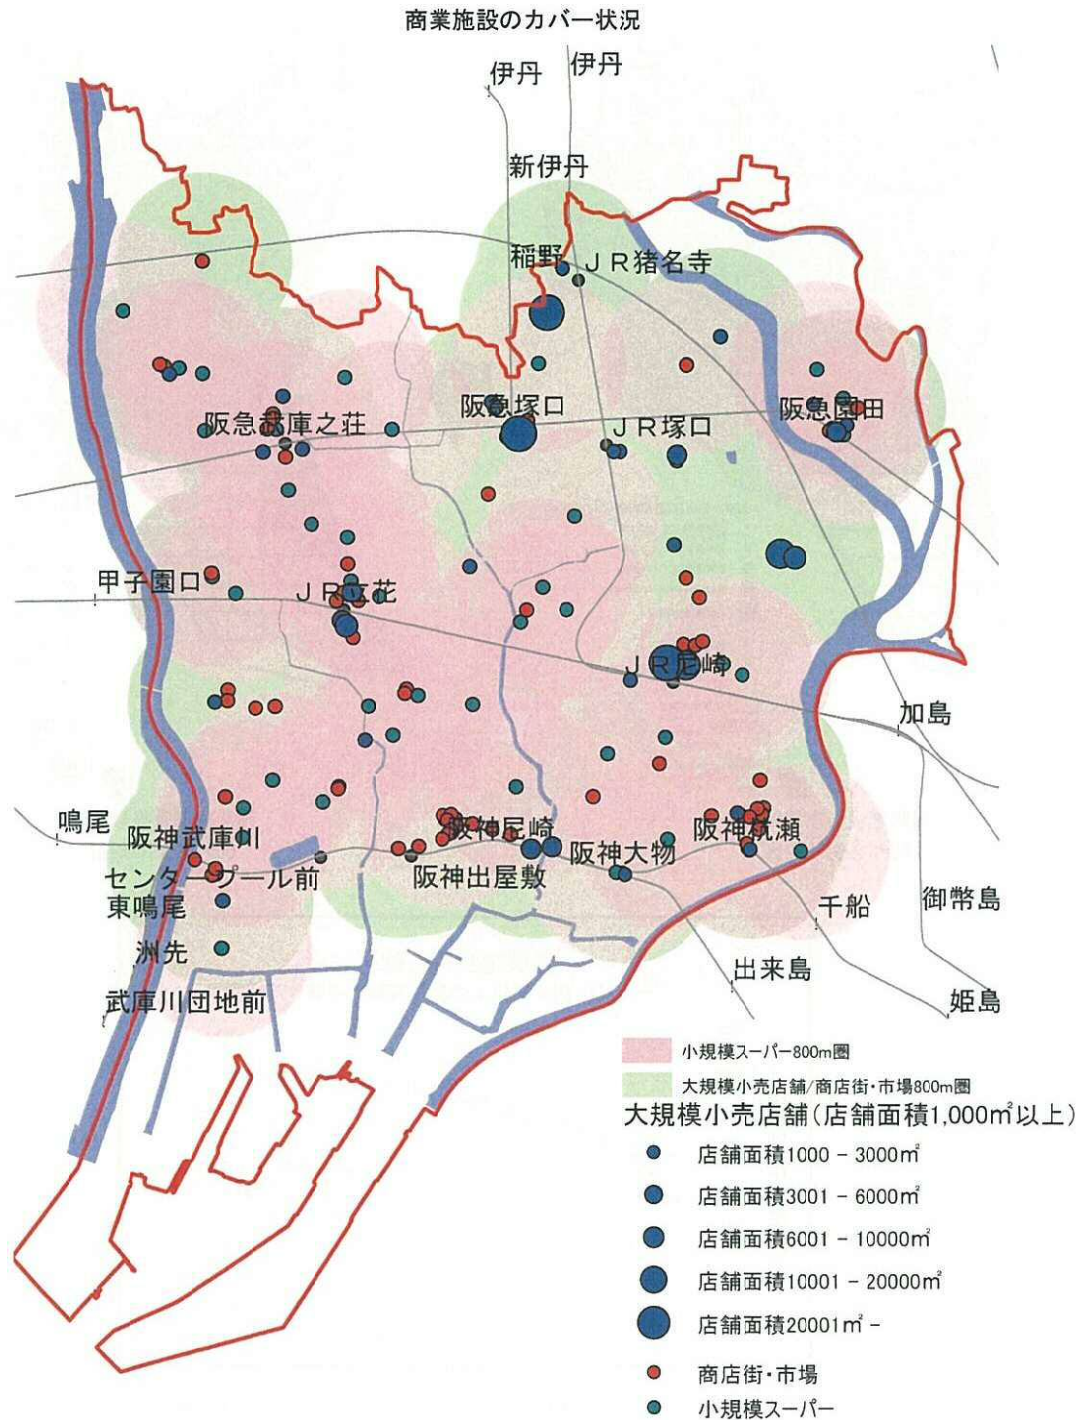 商業施設のカバー状況
伊丹
伊丹
新伊丹
稲野
ＪＲ猪名寺
阪急武庫之荘
阪急塚口
ＪＲ塚口
阪急園田
甲子園口
ＪＲ立花
ＪＲ尼崎
加島
鳴尾
阪神武庫川
阪神尼崎
阪神大物
阪神杭瀬
センタープール前
阪神出屋敷
東鳴尾
千船
御幣島
洲先
出来島
武庫川団地前
姫島
小規模スーパー800m圏
大規模小売店舗/商店街・市場800m圏
大規模小売店舗(店舗面積1,000㎡以上)
店舗面積1000 - 3000㎡
店舗面積3001 - 6000㎡
店舗面積6001 - 10000㎡
店舗面積10001 - 20000㎡
店舗面積20001㎡ -
商店街・市場
小規模スーパー